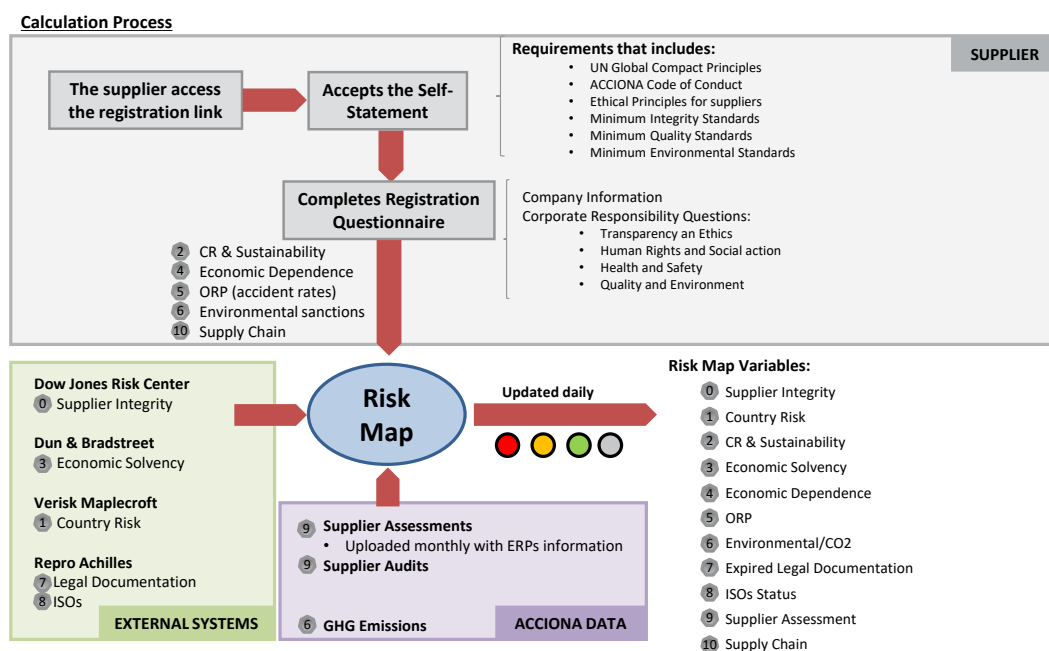 Calculation Process
SUPPLIER
The supplier access
the registration link
Accepts the Self-
Statement
Requirements that includes:
• UN Global Compact Principles
• ACCIONA Code of Conduct
• Ethical Principles for suppliers
• Minimum Integrity Standards
• Minimum Quality Standards
• Minimum Environmental Standards
Completes Registration
Questionnaire
Company Information
Corporate Responsibility Questions:
• Transparency an Ethics
• Human Rights and Social action
• Health and Safety
• Quality and Environment
2 CR & Sustainability
4 Economic Dependence
5 ORP (accident rates)
6 Environmental sanctions
10 Supply Chain
Dow Jones Risk Center
0 Supplier Integrity
Dun & Bradstreet
3 Economic Solvency
Verisk Maplecroft
1 Country Risk
Repro Achilles
7 Legal Documentation
8 ISOs
EXTERNAL SYSTEMS
Risk
Map
Updated daily
9 Supplier Assessments
• Uploaded monthly with ERPs information
9 Supplier Audits
6 GHG Emissions
ACCIONA DATA
Risk Map Variables:
0 Supplier Integrity
1 Country Risk
2 CR & Sustainability
3 Economic Solvency
4 Economic Dependence
5 ORP
6 Environmental/CO2
7 Expired Legal Documentation
8 ISOs Status
9 Supplier Assessment
10 Supply Chain